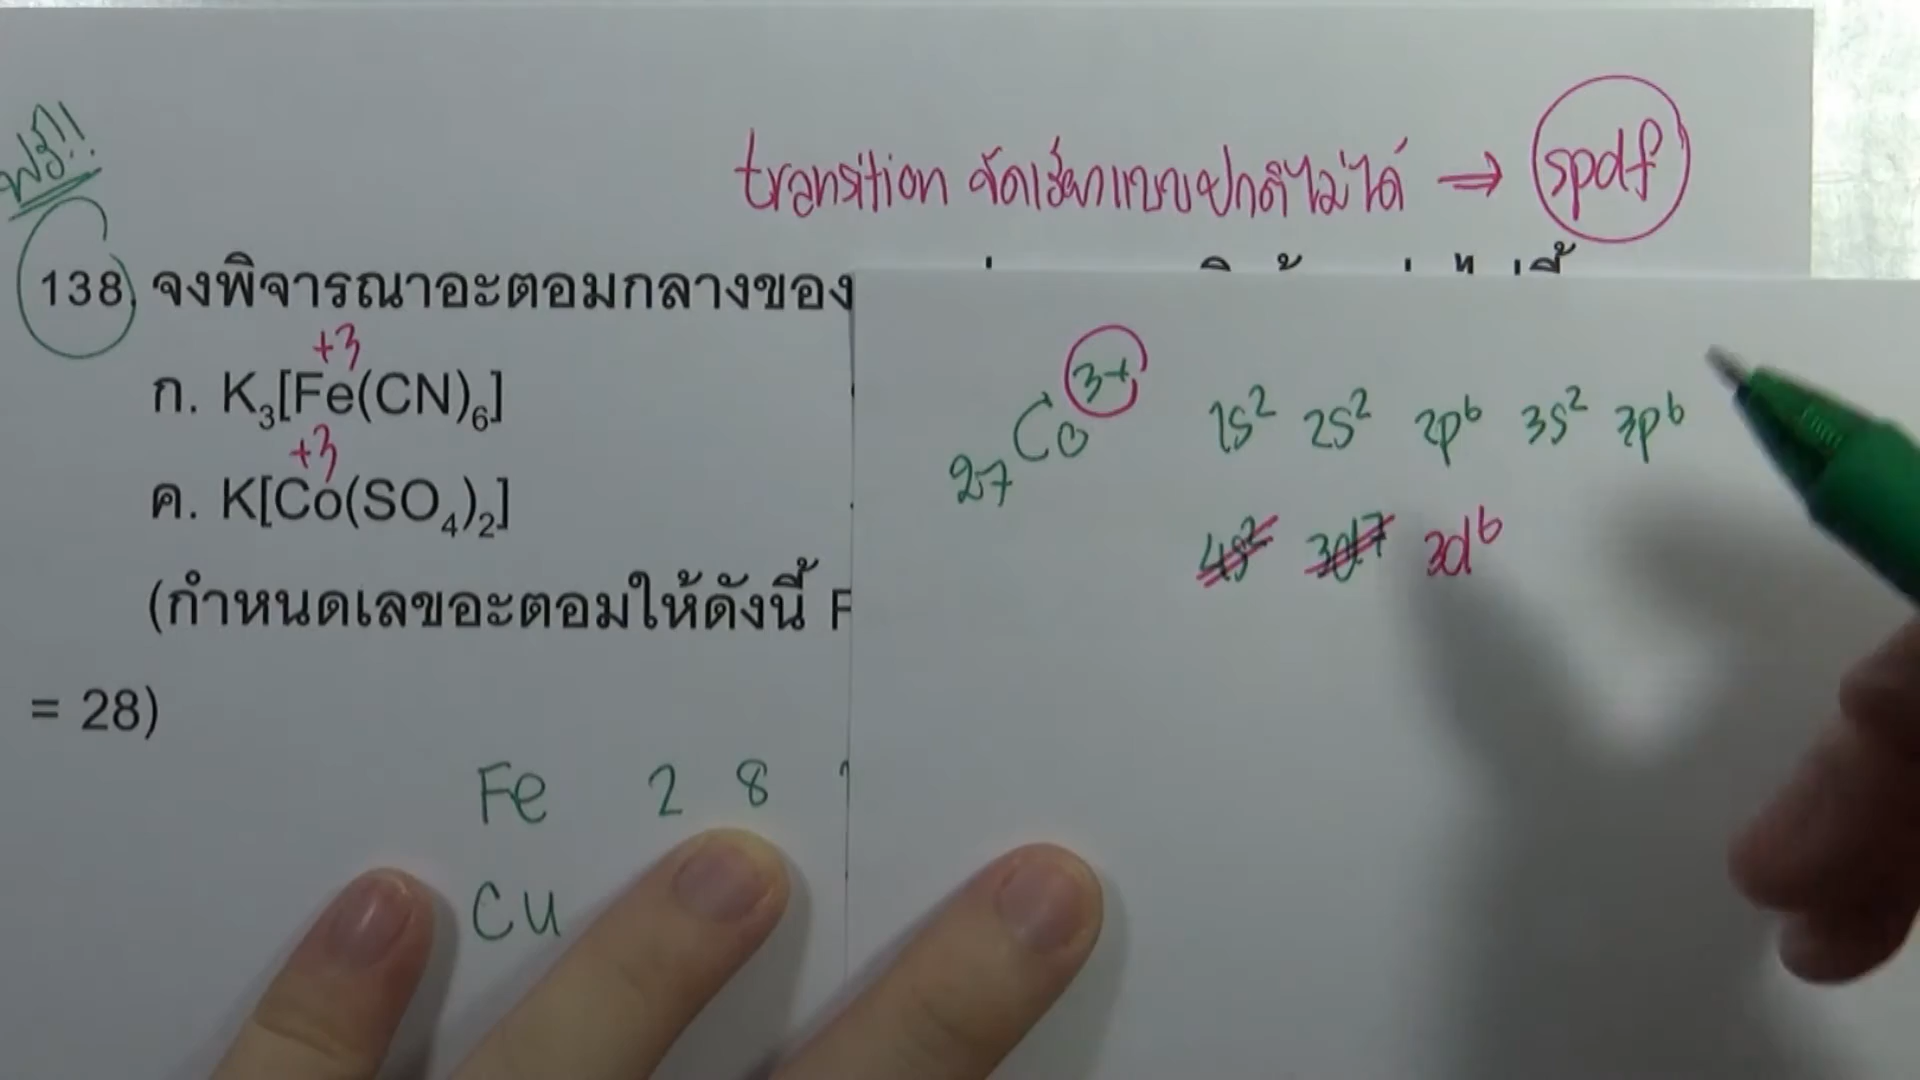 ฟรี!!
transition จัดเรียงแบบปกติไม่ได้ ⇒ spdf
138. จงพิจารณาอะตอมกลางของ
+3
ก. K₃[Fe(CN)₆]
+3
ค. K[Co(SO₄)₂]
(กำหนดเลขอะตอมให้ดังนี้ F
= 28)
Fe 2 8
Cu
₂₇Co³⁺ 1s² 2s² 2p⁶ 3s² 3p⁶
4s² 3d⁷ 3d⁶